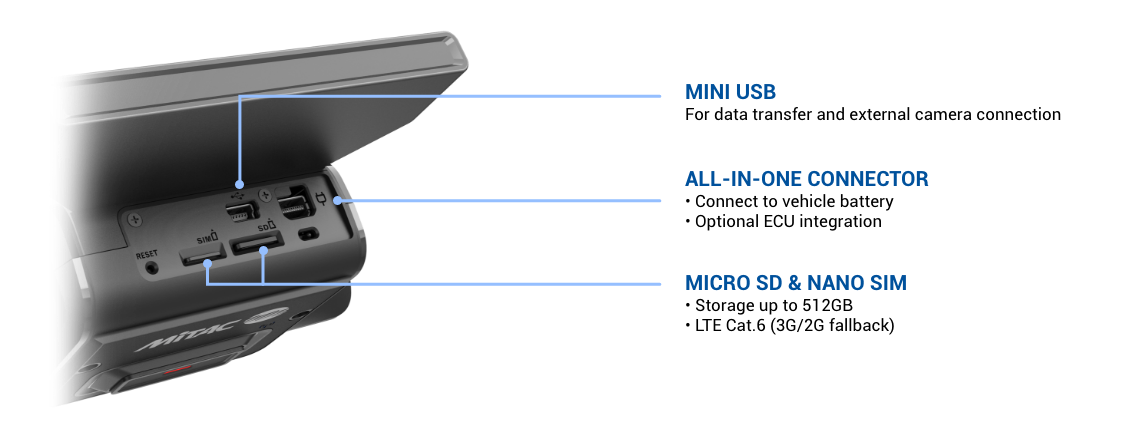 MINI USB
For data transfer and external camera connection
ALL-IN-ONE CONNECTOR
• Connect to vehicle battery
• Optional ECU integration
SIM
SD
RESET
MICRO SD & NANO SIM
• Storage up to 512GB
• LTE Cat.6 (3G/2G fallback)
MiTAC